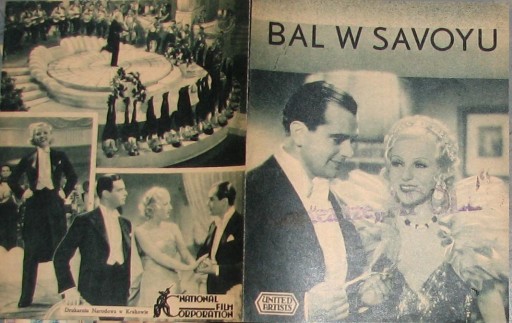 BAL W SAVOYU
Drukarnia Narodowa w Krakowie
NATIONAL
FILM
CORPORATION
UNITED
ARTISTS